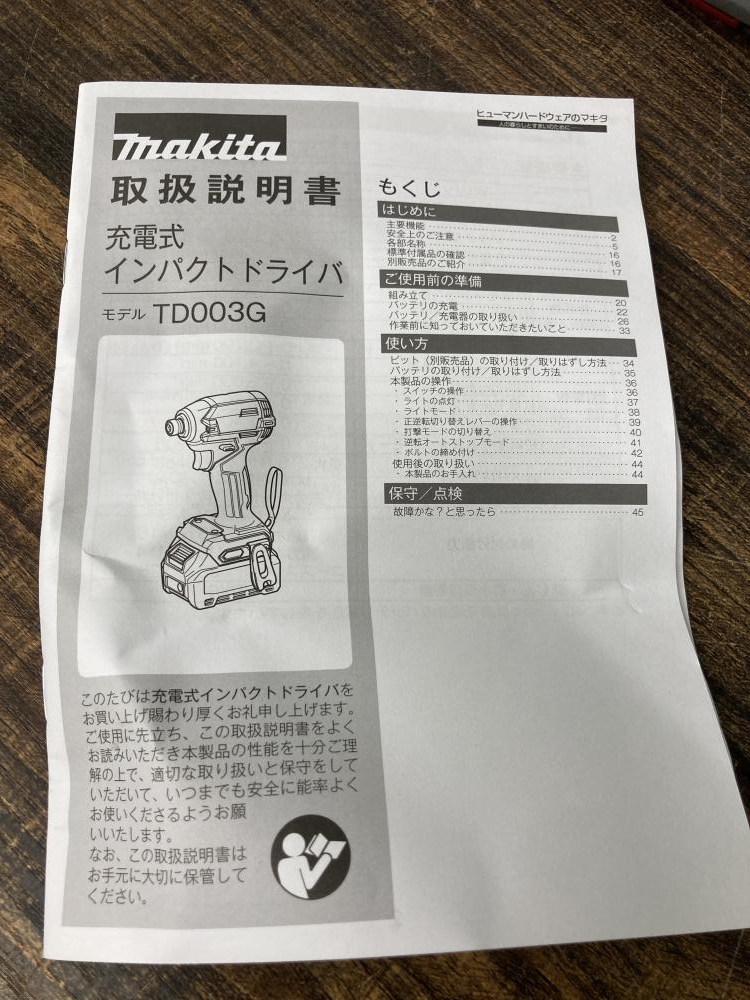 makita
取扱説明書
充電式
インパクトドライバ
モデル TD003G
このたびは充電式インパクトドライバを
お買い上げ賜わり厚くお礼申し上げます。
ご使用に先立ち、この取扱説明書をよく
お読みいただき本製品の性能を十分ご理
解の上で、適切な取り扱いと保守をして
いただいて、いつまでも安全に能率よく
お使いくださるようお願
いいたします。
なお、この取扱説明書は
お手元に大切に保管して
ください。
ヒューマンハードウェアのマキタ
人の暮らしとすまいのために
もくじ
はじめに
主要機能 2
安全上のご注意 5
各部名称 16
標準付属品の確認 16
別販売品のご紹介 17
ご使用前の準備
組み立て 20
バッテリの充電 22
バッテリ/充電器の取り扱い 26
作業前に知っておいていただきたいこと 33
使い方
ビット（別販売品）の取り付け/取りはずし方法 34
バッテリの取り付け/取りはずし方法 35
本製品の操作 36
・スイッチの操作 36
・ライトの点灯 37
・ライトモード 38
・正逆転切り替えレバーの操作 39
・打撃モードの切り替え 40
・逆転オートストップモード 41
・ボルトの締め付け 42
使用後の取り扱い 44
・本製品のお手入れ 44
保守/点検
故障かな?と思ったら 45